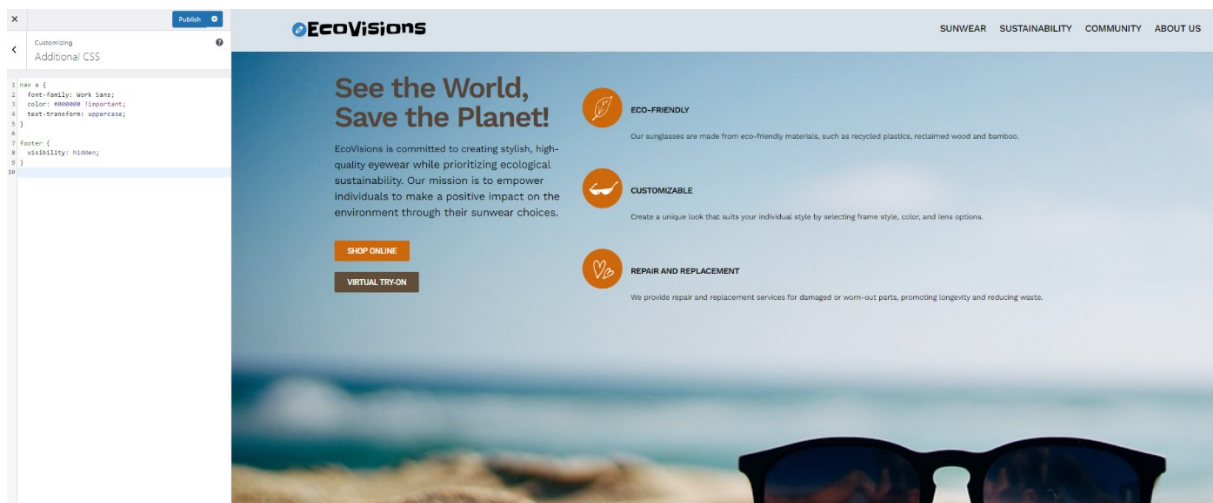 Publish
Customizing
Additional CSS
1 nav a {
2 font-family: Work Sans;
3 color: #000000 !important;
4 text-transform: uppercase;
5 }
6
7 footer {
8 visibility: hidden;
9 }
10
EcoVisions
SUNWEAR SUSTAINABILITY COMMUNITY ABOUT US
See the World,
Save the Planet!
EcoVisions is committed to creating stylish, high-
quality eyewear while prioritizing ecological
sustainability. Our mission is to empower
individuals to make a positive impact on the
environment through their sunwear choices.
SHOP ONLINE
VIRTUAL TRY-ON
ECO-FRIENDLY
Our sunglasses are made from eco-friendly materials, such as recycled plastics, reclaimed wood and bamboo.
CUSTOMIZABLE
Create a unique look that suits your individual style by selecting frame style, color, and lens options.
REPAIR AND REPLACEMENT
We provide repair and replacement services for damaged or worn-out parts, promoting longevity and reducing waste.